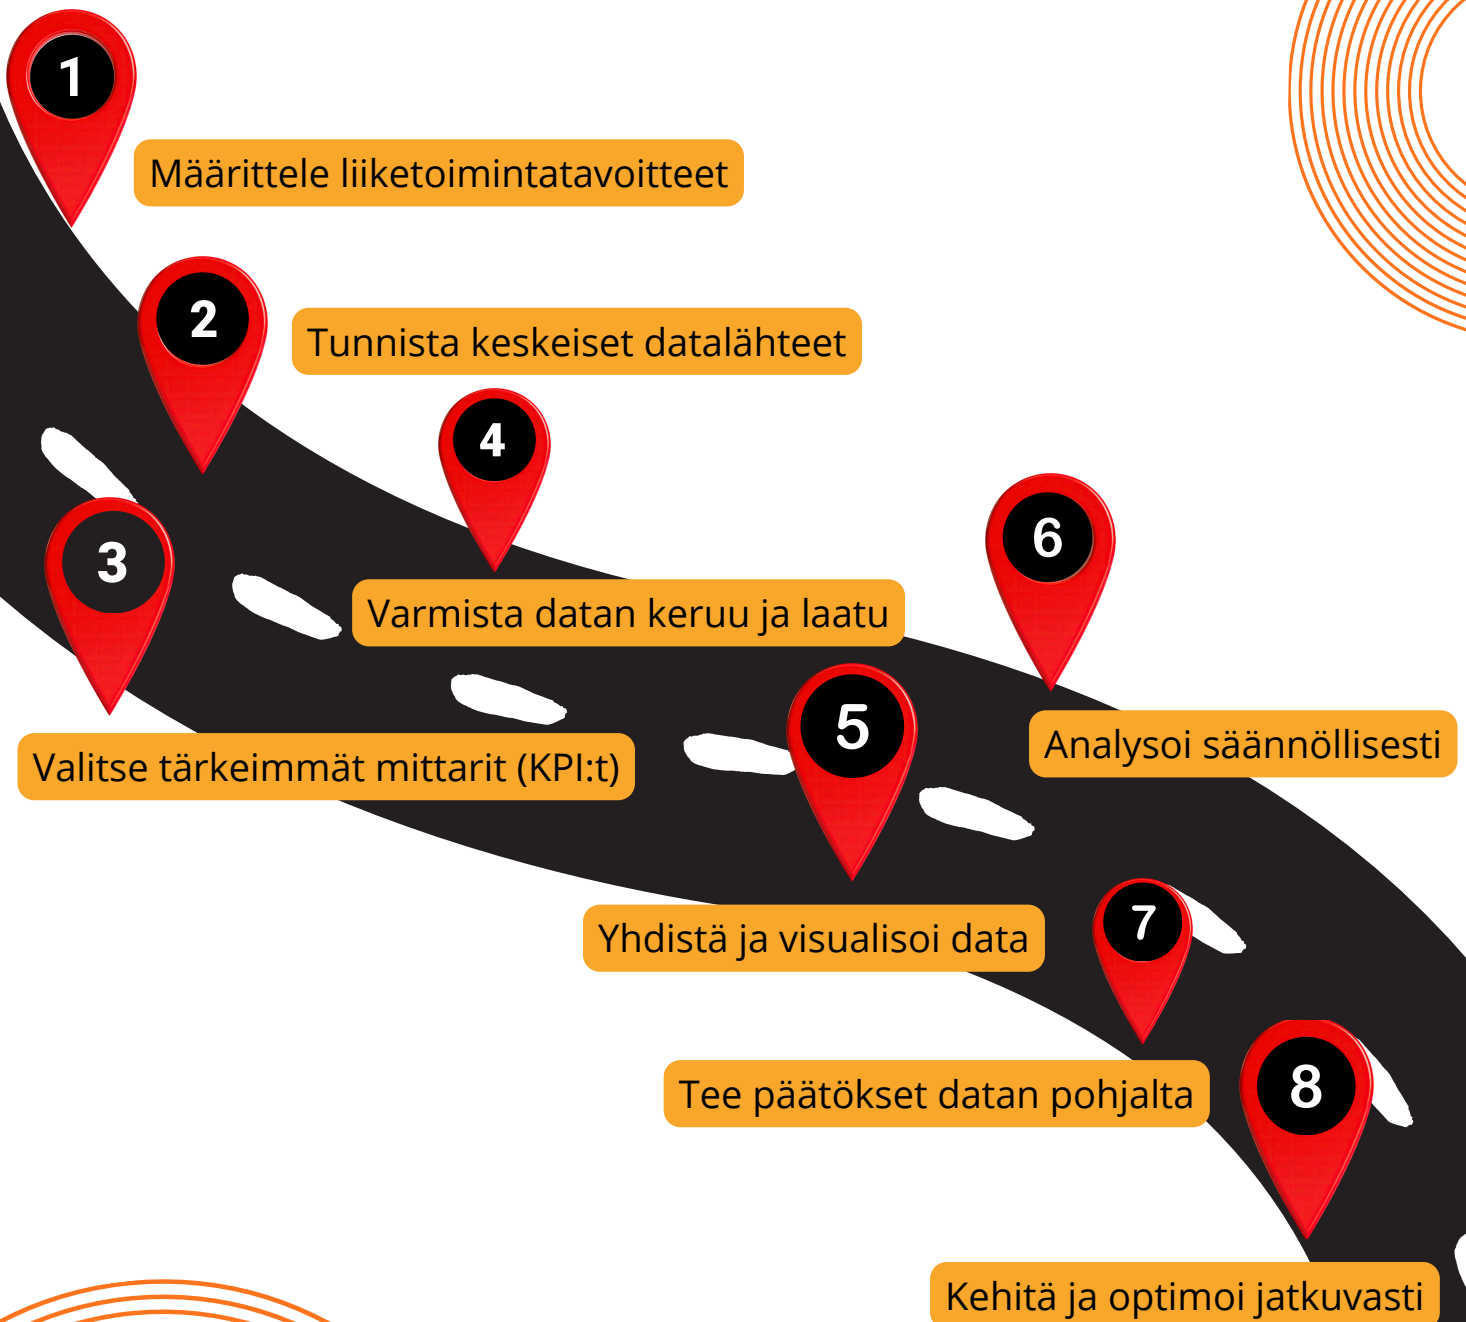 1
Määrittele liiketoimintatavoitteet
2
Tunnista keskeiset datalähteet
3
Valitse tärkeimmät mittarit (KPI:t)
4
Varmista datan keruu ja laatu
5
Yhdistä ja visualisoi data
6
Analysoi säännöllisesti
7
Tee päätökset datan pohjalta
8
Kehitä ja optimoi jatkuvasti